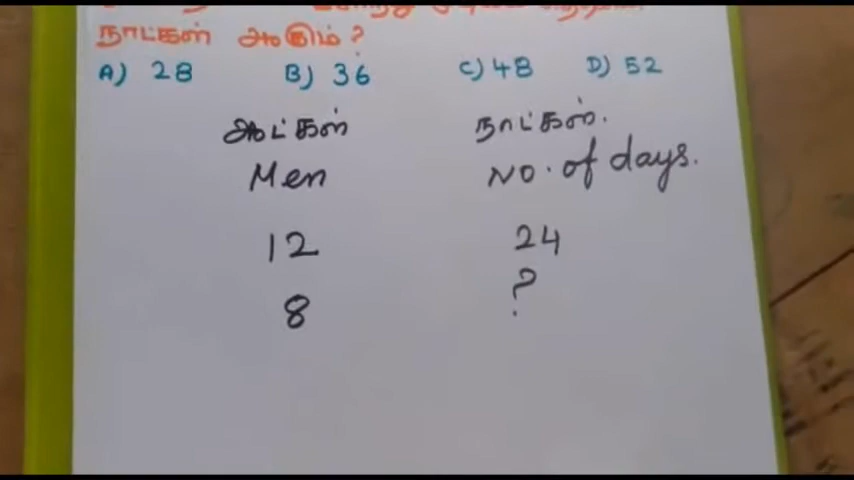 நாட்கள் ஆகும்?
A) 28 B) 36 C) 48 D) 52
ஆட்கள் நாட்கள்.
Men No. of days.
12 24
8 ?